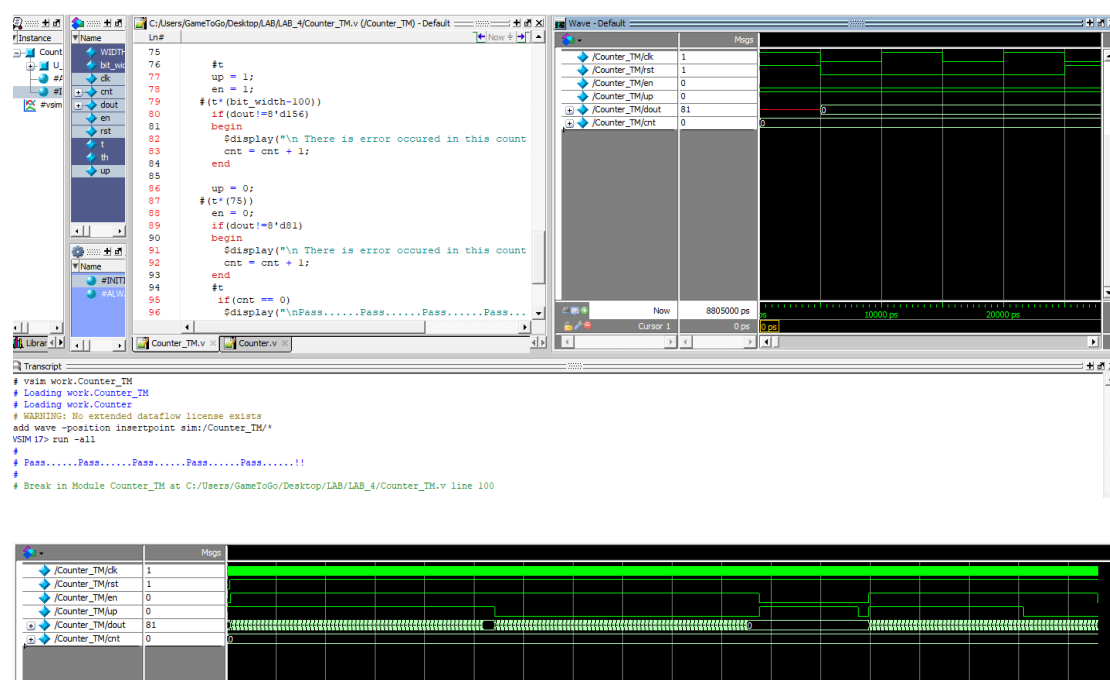 C:/Users/GameToGo/Desktop/LAB/LAB_4/Counter_TM.v (/Counter_TM) - Default
Wave - Default
Instance
Name
Ln#
Now
Msgs
Count
U_
#vsim
WIDTH
bit_wid
clk
cnt
dout
en
rst
t
th
up
75
76 #t
77 up = 1;
78 en = 1;
79 #(t*(bit_width-100))
80 if(dout!=8'd156)
81 begin
82 $display("\n There is error occured in this count
83 cnt = cnt + 1;
84 end
85
86 up = 0;
87 #(t*(75))
88 en = 0;
89 if(dout!=8'd81)
90 begin
91 $display("\n There is error occured in this count
92 cnt = cnt + 1;
93 end
94 #t
95 if(cnt == 0)
96 $display("\nPass......Pass......Pass......Pass...
Name
#INITI
#ALWA
Librar
Counter_TM.v
Counter.v
/Counter_TM/clk 1
/Counter_TM/rst 1
/Counter_TM/en 0
/Counter_TM/up 0
/Counter_TM/dout 81 0
/Counter_TM/cnt 0 0
Now 8805000 ps ps 10000 ps 20000 ps
Cursor 1 0 ps 0 ps
Transcript
# vsim work.Counter_TM
# Loading work.Counter_TM
# Loading work.Counter
# WARNING: No extended dataflow license exists
add wave -position insertpoint sim:/Counter_TM/*
VSIM 17> run -all
#
# Pass......Pass......Pass......Pass......Pass......!!
#
# Break in Module Counter_TM at C:/Users/GameToGo/Desktop/LAB/LAB_4/Counter_TM.v line 100
Msgs
/Counter_TM/clk 1
/Counter_TM/rst 1
/Counter_TM/en 0
/Counter_TM/up 0
/Counter_TM/dout 81 0
/Counter_TM/cnt 0 0